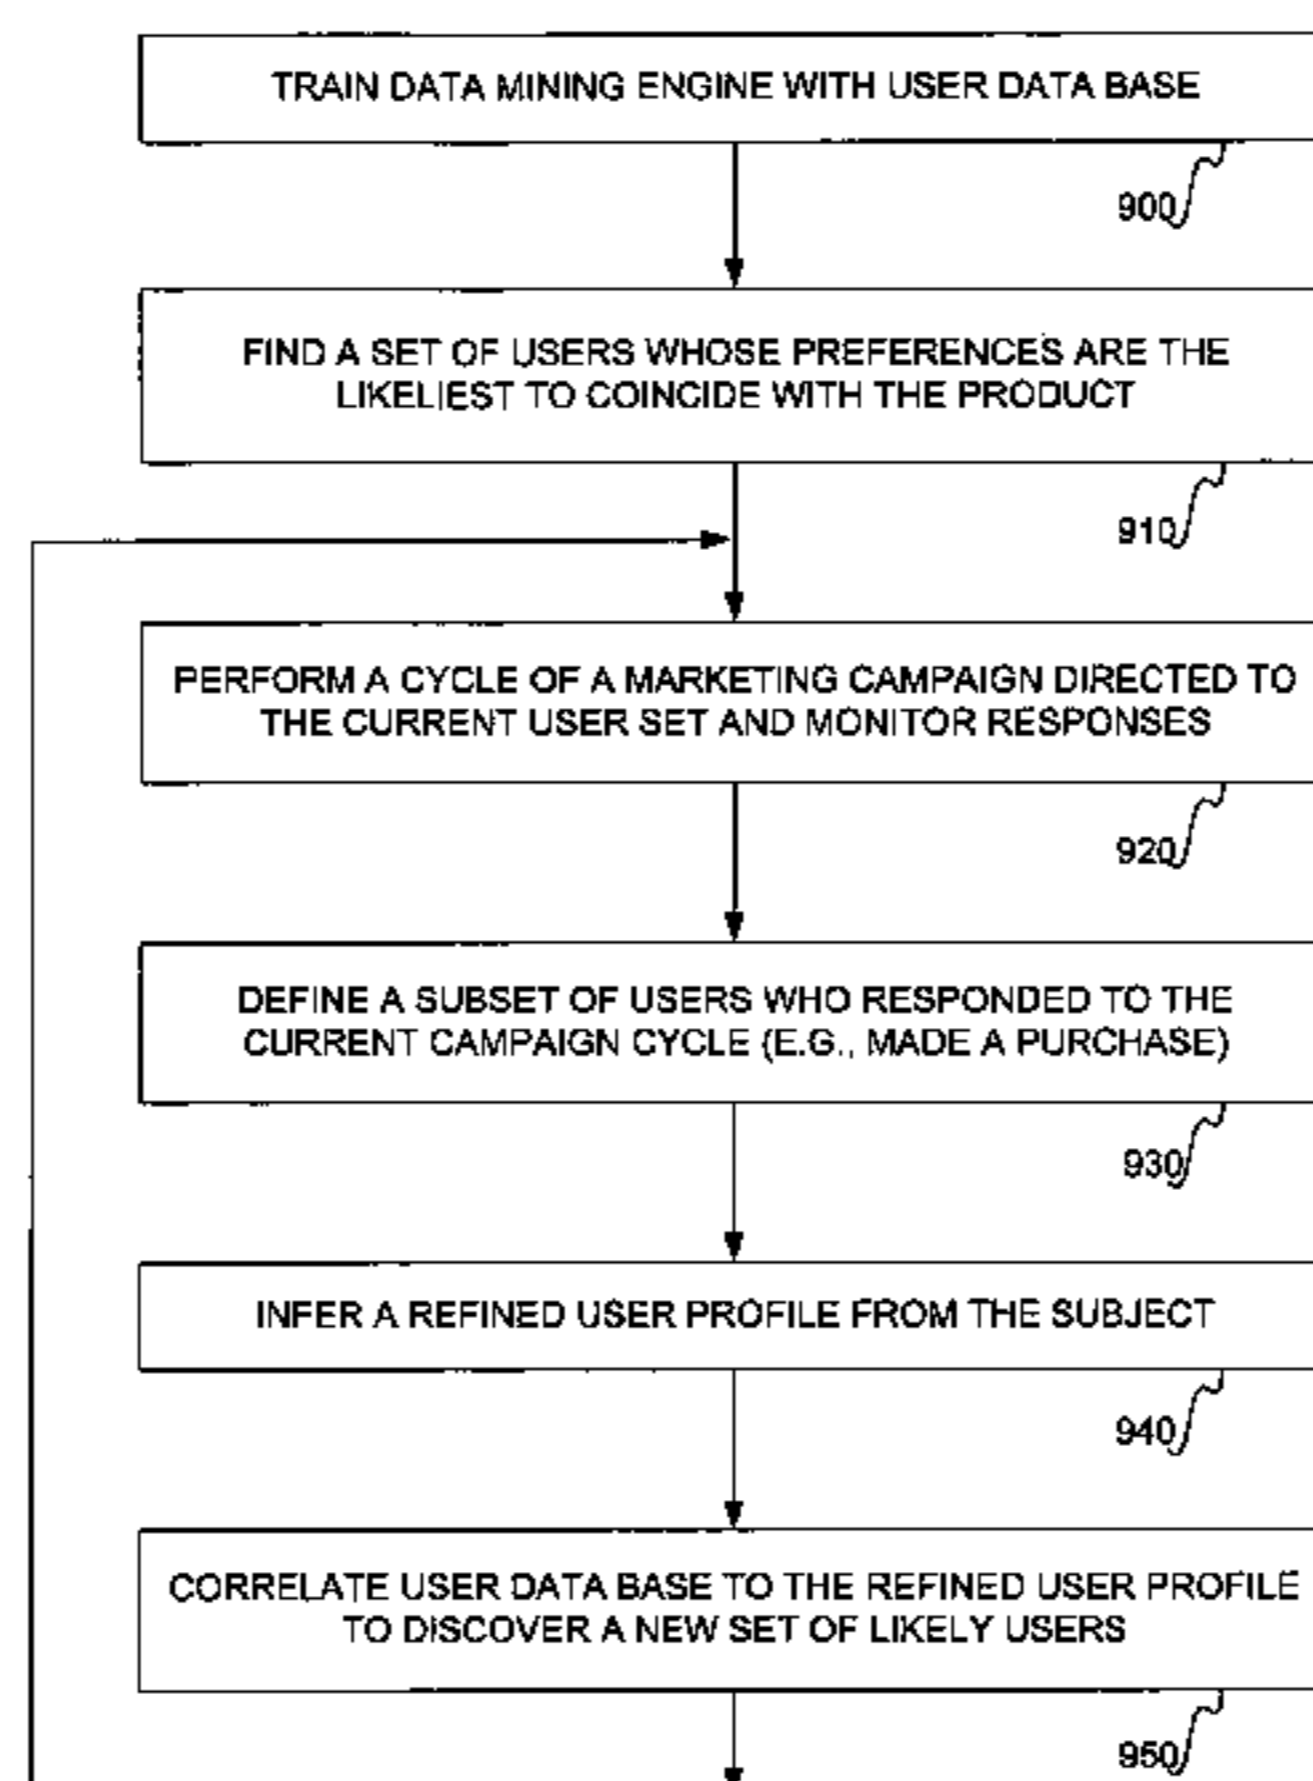 TRAIN DATA MINING ENGINE WITH USER DATA BASE
900
FIND A SET OF USERS WHOSE PREFERENCES ARE THE
LIKELIEST TO COINCIDE WITH THE PRODUCT
910
PERFORM A CYCLE OF A MARKETING CAMPAIGN DIRECTED TO
THE CURRENT USER SET AND MONITOR RESPONSES
920
DEFINE A SUBSET OF USERS WHO RESPONDED TO THE
CURRENT CAMPAIGN CYCLE (E.G., MADE A PURCHASE)
930
INFER A REFINED USER PROFILE FROM THE SUBJECT
940
CORRELATE USER DATA BASE TO THE REFINED USER PROFILE
TO DISCOVER A NEW SET OF LIKELY USERS
950